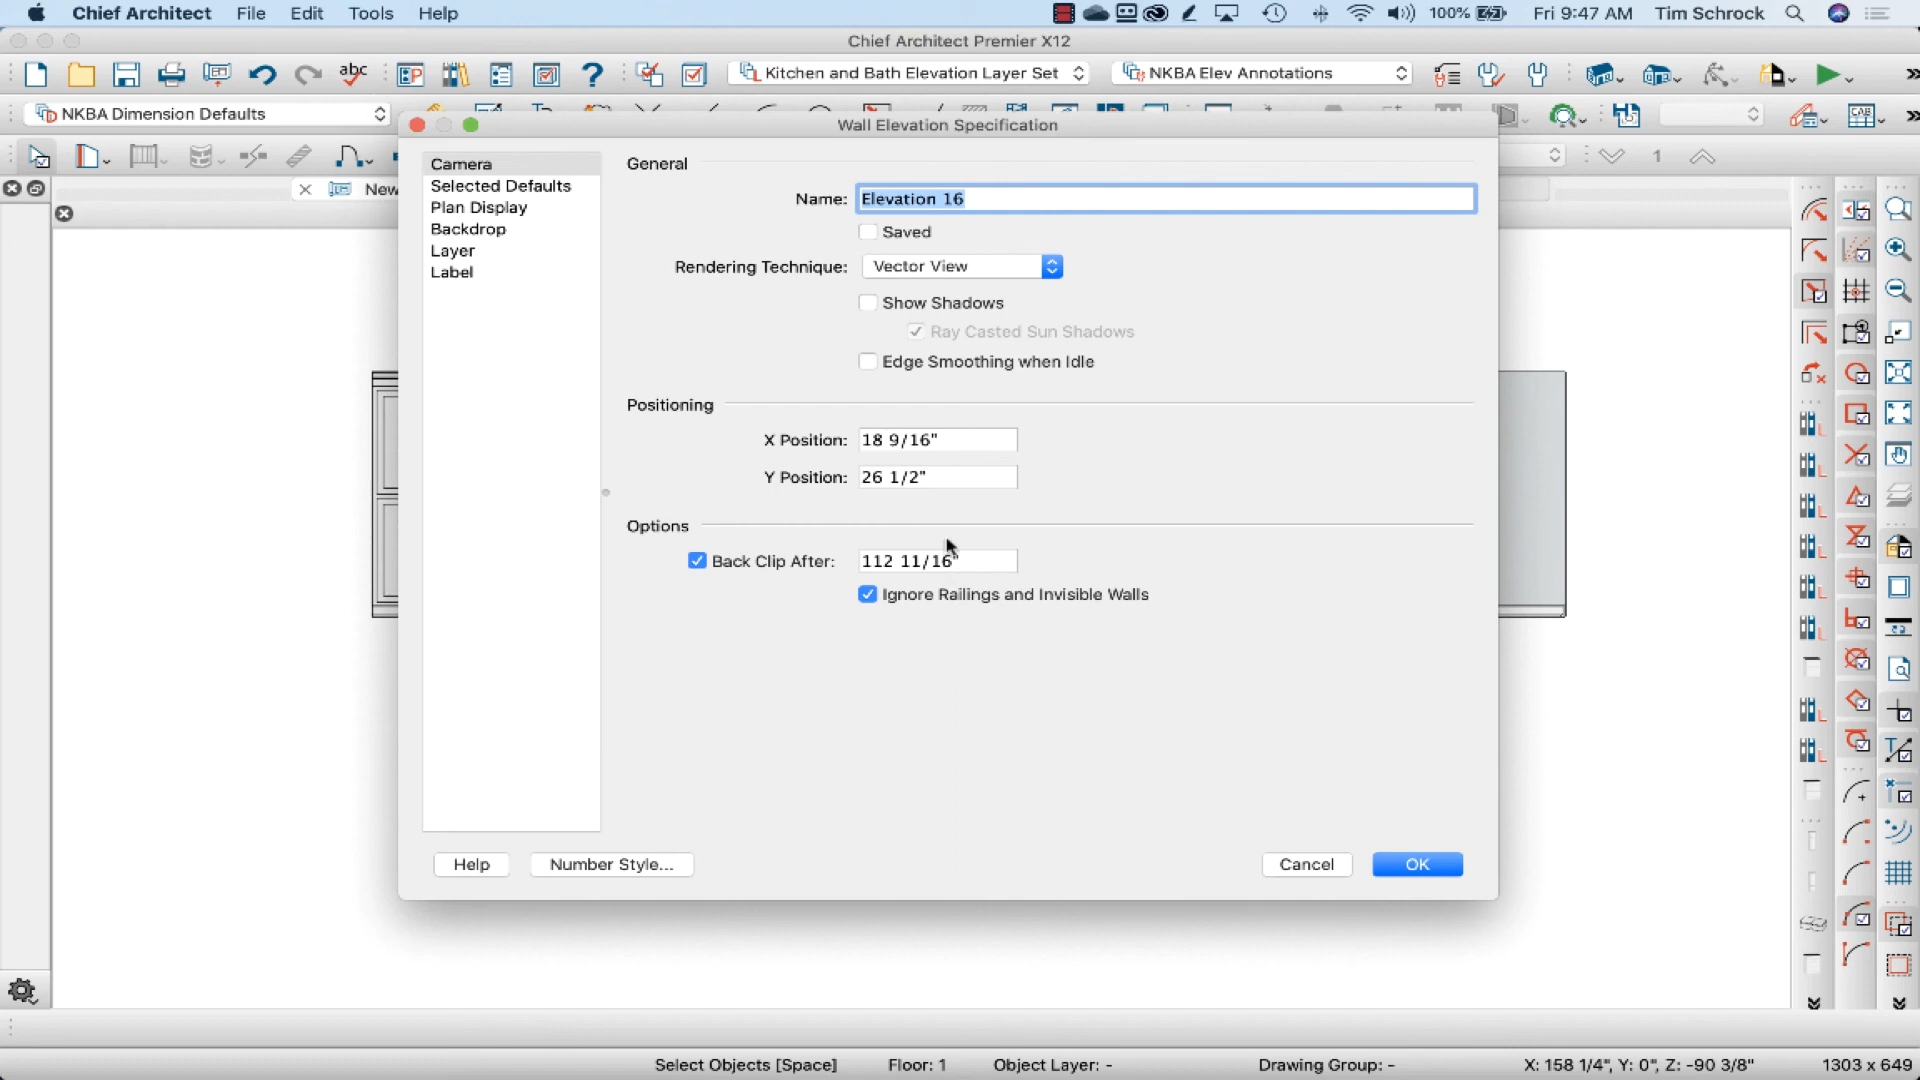 Chief Architect File Edit Tools Help 100% Fri 9:47 AM Tim Schrock
Chief Architect Premier X12
abc Kitchen and Bath Elevation Layer Set NKBA Elev Annotations
NKBA Dimension Defaults
Wall Elevation Specification
1
New
Camera
Selected Defaults
Plan Display
Backdrop
Layer
Label
General
Name: Elevation 16
Saved
Rendering Technique: Vector View
Show Shadows
Ray Casted Sun Shadows
Edge Smoothing when Idle
Positioning
X Position: 18 9/16"
Y Position: 26 1/2"
Options
Back Clip After: 112 11/16"
Ignore Railings and Invisible Walls
Help Number Style... Cancel OK
Select Objects [Space] Floor: 1 Object Layer: - Drawing Group: - X: 158 1/4", Y: 0", Z: -90 3/8" 1303 x 649